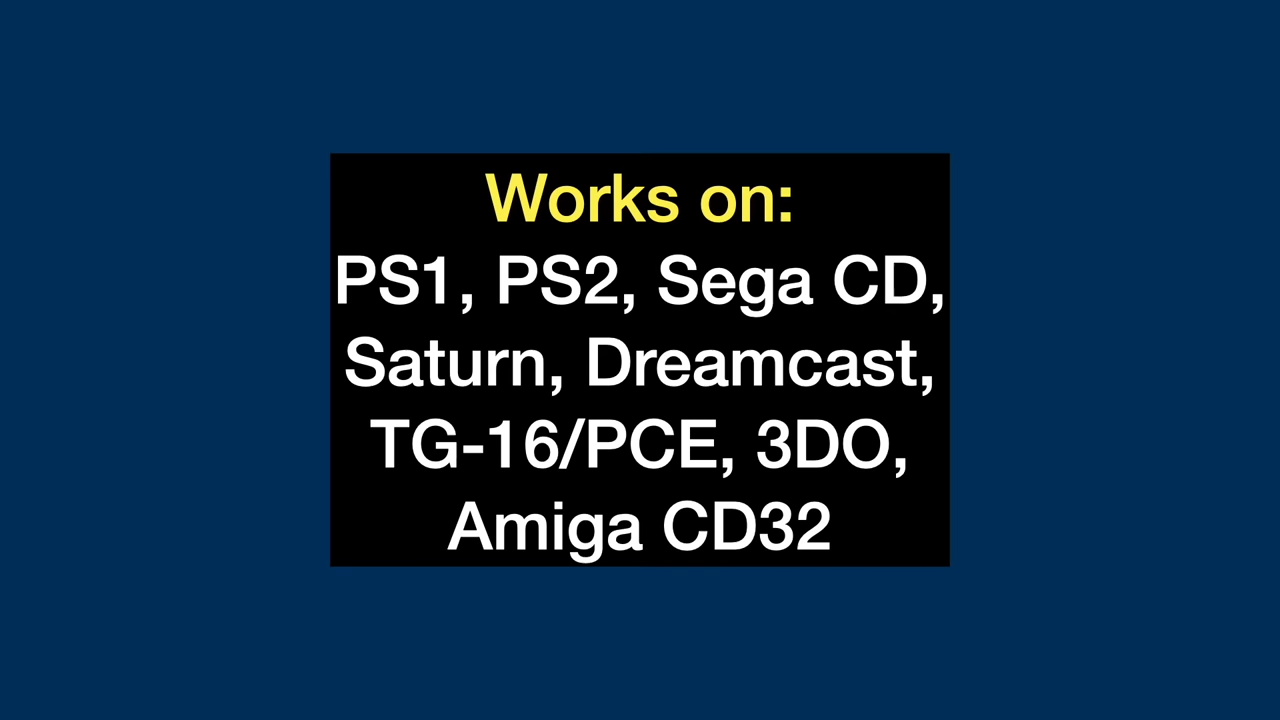 Works on:
PS1, PS2, Sega CD,
Saturn, Dreamcast,
TG-16/PCE, 3DO,
Amiga CD32